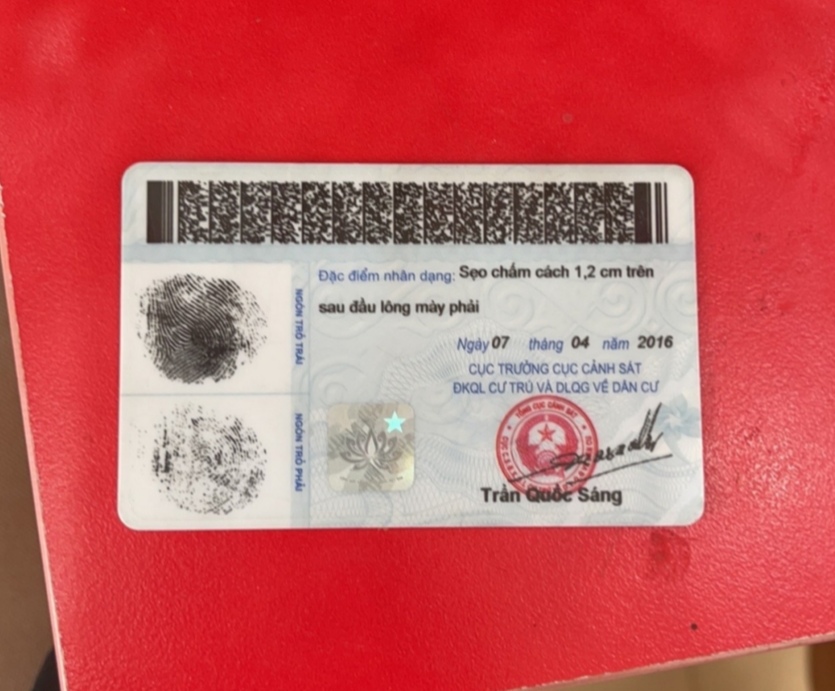 Đặc điểm nhân dạng: Sẹo chấm cách 1,2 cm trên
sau đầu lông mày phải
Ngày 07 tháng 04 năm 2016
CỤC TRƯỞNG CỤC CẢNH SÁT
ĐKQL CƯ TRÚ VÀ DLQG VỀ DÂN CƯ
NGÓN TRỎ TRÁI
NGÓN TRỎ PHẢI
TỔNG CỤC CẢNH SÁT
Trần Quốc Sảng